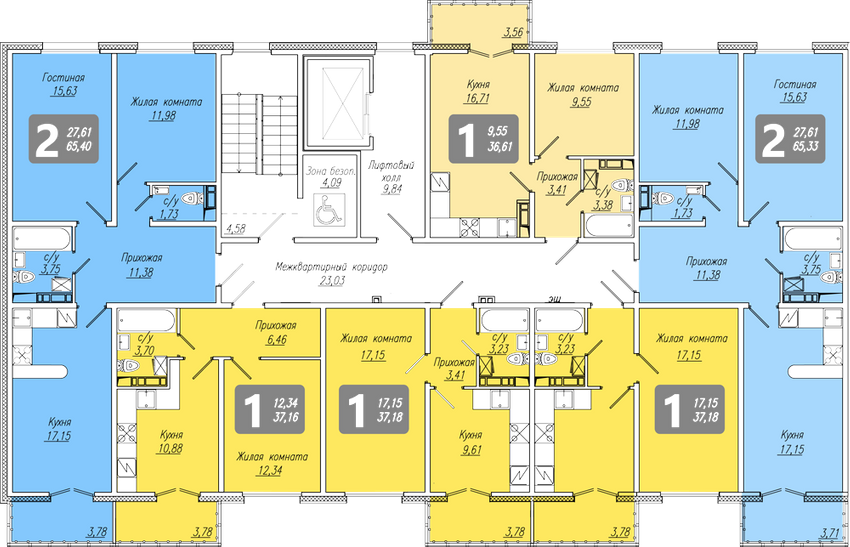 3,56
Гостиная
15,63
Жилая комната
11,98
2
27,61
65,40
с/у
1,73
с/у
3,75
Прихожая
11,38
Кухня
17,15
3,78
Зона безоп.
4,09
Лифтовый
холл
9,84
4,58
Межквартирный коридор
23,03
эщ
Кухня
16,71
1
9,55
36,61
Жилая комната
9,55
Прихожая
3,41
с/у
3,38
Жилая комната
11,98
Гостиная
15,63
2
27,61
65,33
с/у
1,73
Прихожая
11,38
с/у
3,75
Кухня
17,15
3,71
с/у
3,70
Прихожая
6,46
1
12,34
37,16
Кухня
10,88
Жилая комната
12,34
3,78
Жилая комната
17,15
1
17,15
37,18
Прихожая
3,41
с/у
3,23
Кухня
9,61
3,78
с/у
3,23
Жилая комната
17,15
1
17,15
37,18
3,78